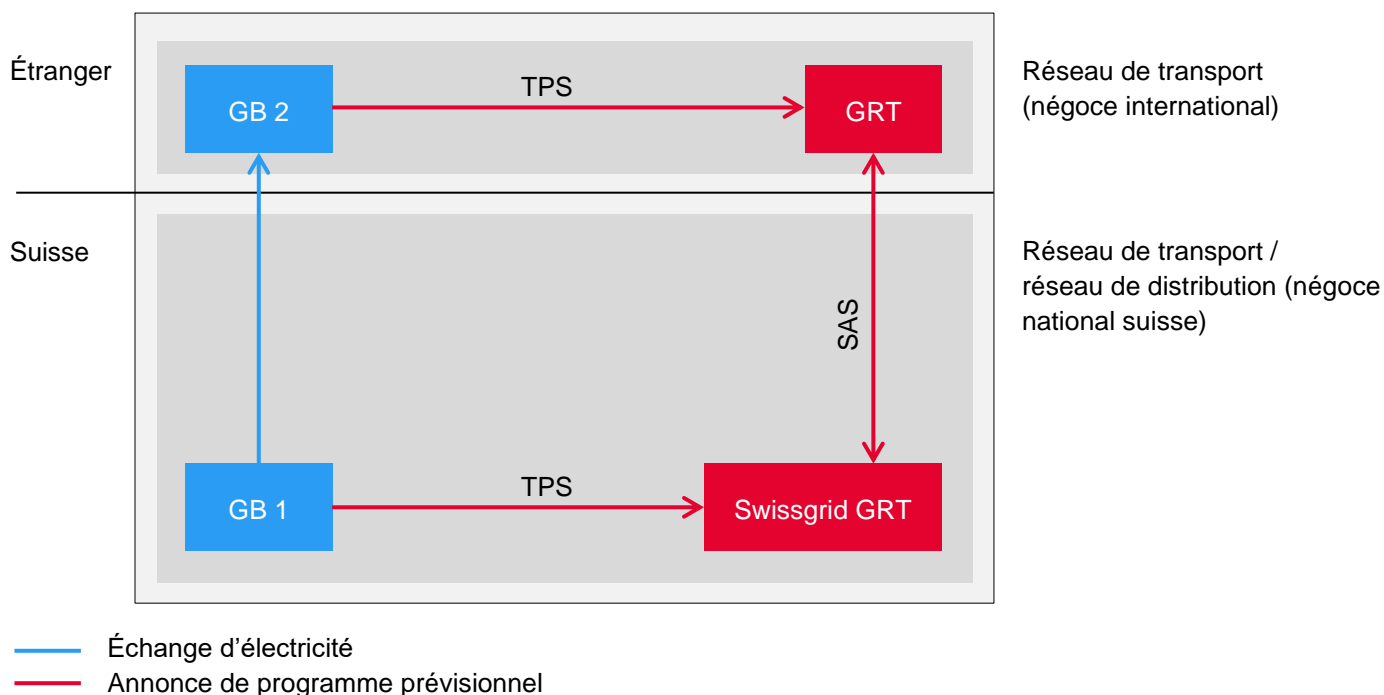 Étranger
TPS
GB 2
GRT
Réseau de transport
(négoce international)
Suisse
Réseau de transport /
réseau de distribution (négoce
national suisse)
SAS
TPS
GB 1
Swissgrid GRT
Échange d’électricité
Annonce de programme prévisionnel